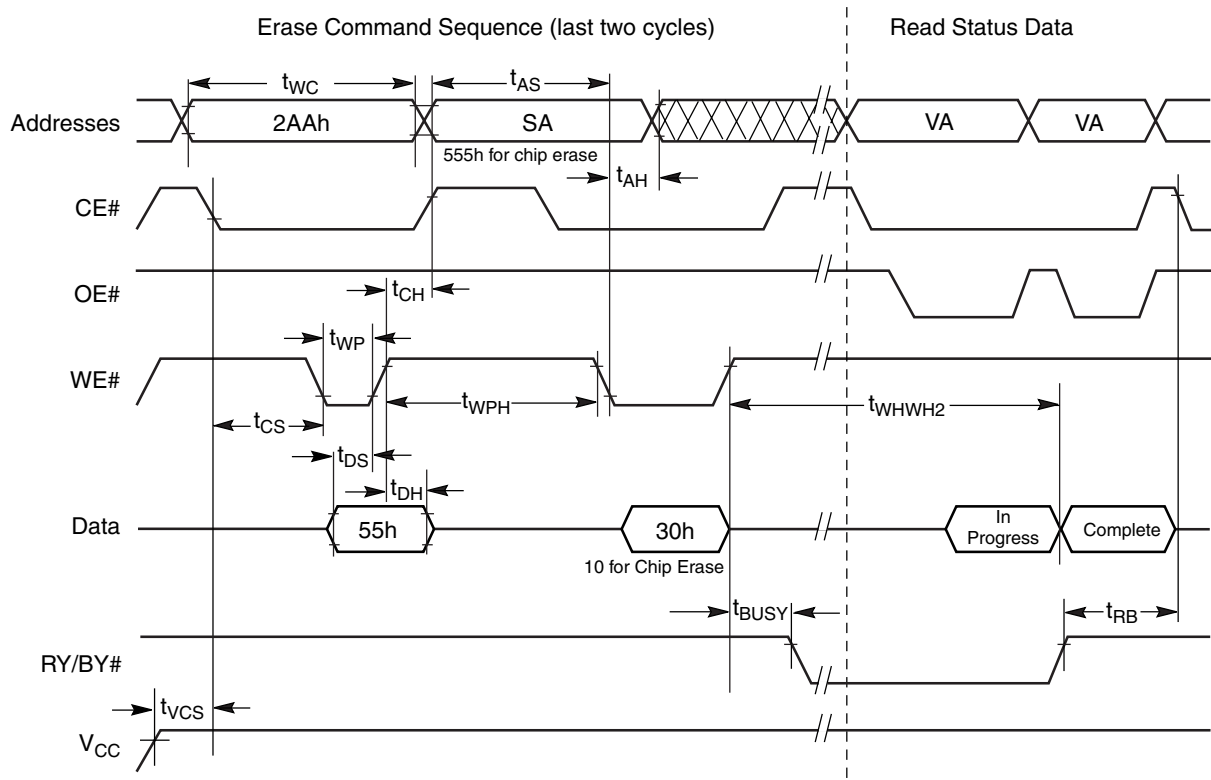 Erase Command Sequence (last two cycles)
Read Status Data
tWC
tAS
Addresses
2AAh
SA
VA
VA
555h for chip erase
tAH
CE#
OE#
tCH
tWP
WE#
tWPH
tWHWH2
tCS
tDS
tDH
Data
55h
30h
In
Progress
Complete
10 for Chip Erase
tBUSY
tRB
RY/BY#
tVCS
VCC